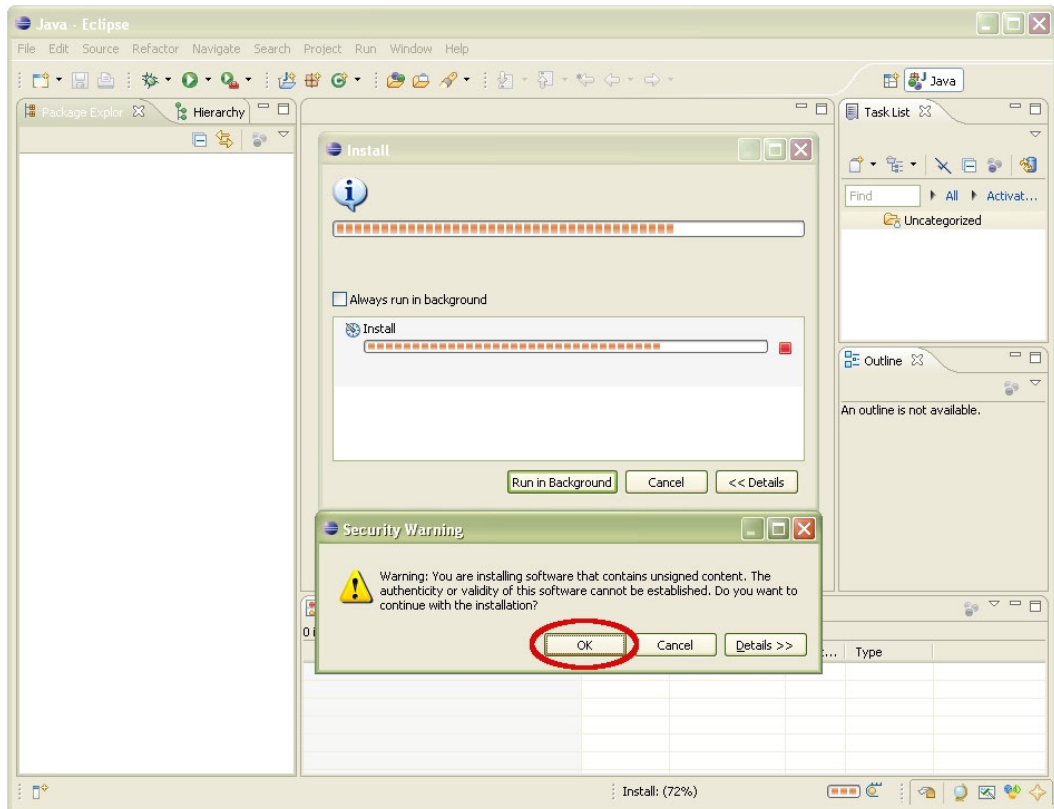 Java - Eclipse
File Edit Source Refactor Navigate Search Project Run Window Help
Java
Package Explor
Hierarchy
Task List
Find
All
Activat...
Uncategorized
Install
Always run in background
Install
Run in Background
Cancel
<< Details
Outline
An outline is not available.
Security Warning
Warning: You are installing software that contains unsigned content. The
authenticity or validity of this software cannot be established. Do you want to
continue with the installation?
OK
Cancel
Details >>
0 i
Type
Install: (72%)